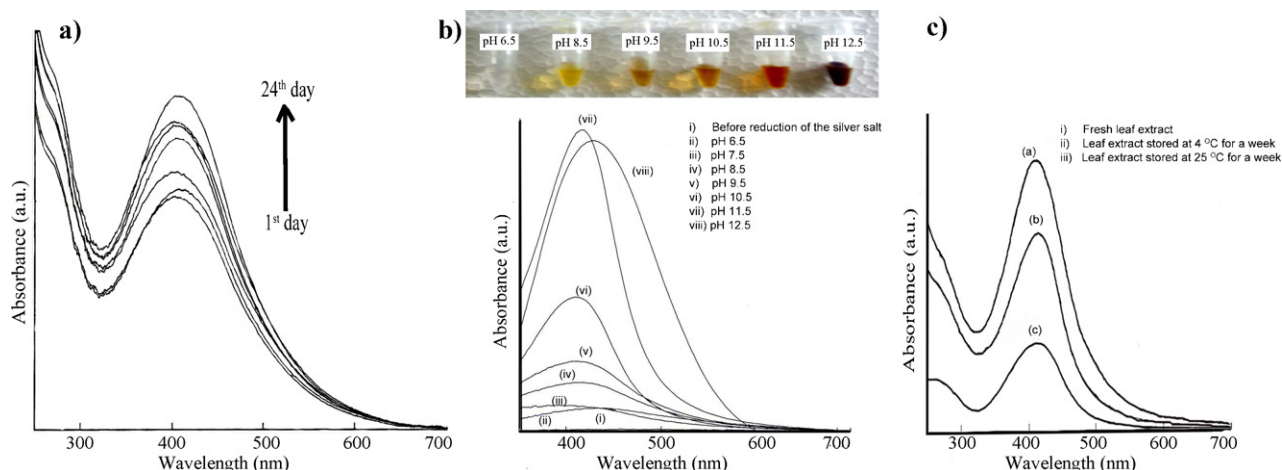 a)
24th day
1st day
Absorbance (a.u.)
300 400 500 600 700
Wavelength (nm)
b)
pH 6.5 pH 8.5 pH 9.5 pH 10.5 pH 11.5 pH 12.5
i) Before reduction of the silver salt
ii) pH 6.5
iii) pH 7.5
iv) pH 8.5
v) pH 9.5
vi) pH 10.5
vii) pH 11.5
viii) pH 12.5
(vii)
(viii)
(vi)
(v)
(iv)
(iii)
(ii)
(i)
Absorbance (a.u.)
400 500 600 700
Wavelength (nm)
c)
i) Fresh leaf extract
ii) Leaf extract stored at 4 °C for a week
iii) Leaf extract stored at 25 °C for a week
(a)
(b)
(c)
Absorbance (a.u.)
300 400 500 600 700
Wavelength (nm)